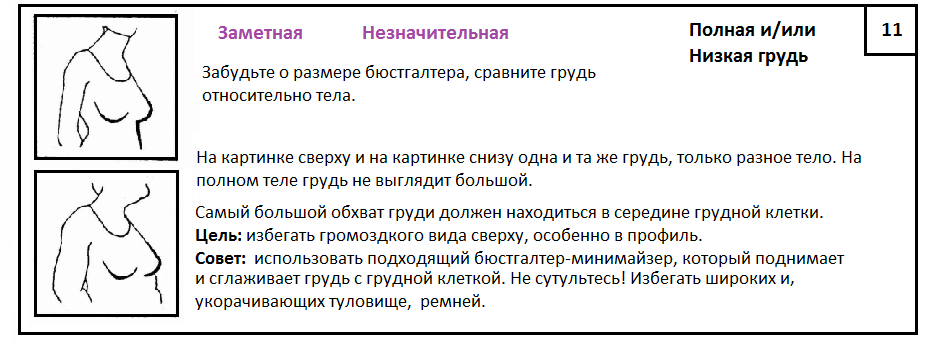 Заметная Незначительная
Полная и/или
Низкая грудь
11
Забудьте о размере бюстгалтера, сравните грудь
относительно тела.
На картинке сверху и на картинке снизу одна и та же грудь, только разное тело. На
полном теле грудь не выглядит большой.
Самый большой обхват груди должен находиться в середине грудной клетки.
Цель: избегать громоздкого вида сверху, особенно в профиль.
Совет: использовать подходящий бюстгалтер-минимайзер, который поднимает
и сглаживает грудь с грудной клеткой. Не сутультесь! Избегать широких и,
укорачивающих туловище, ремней.